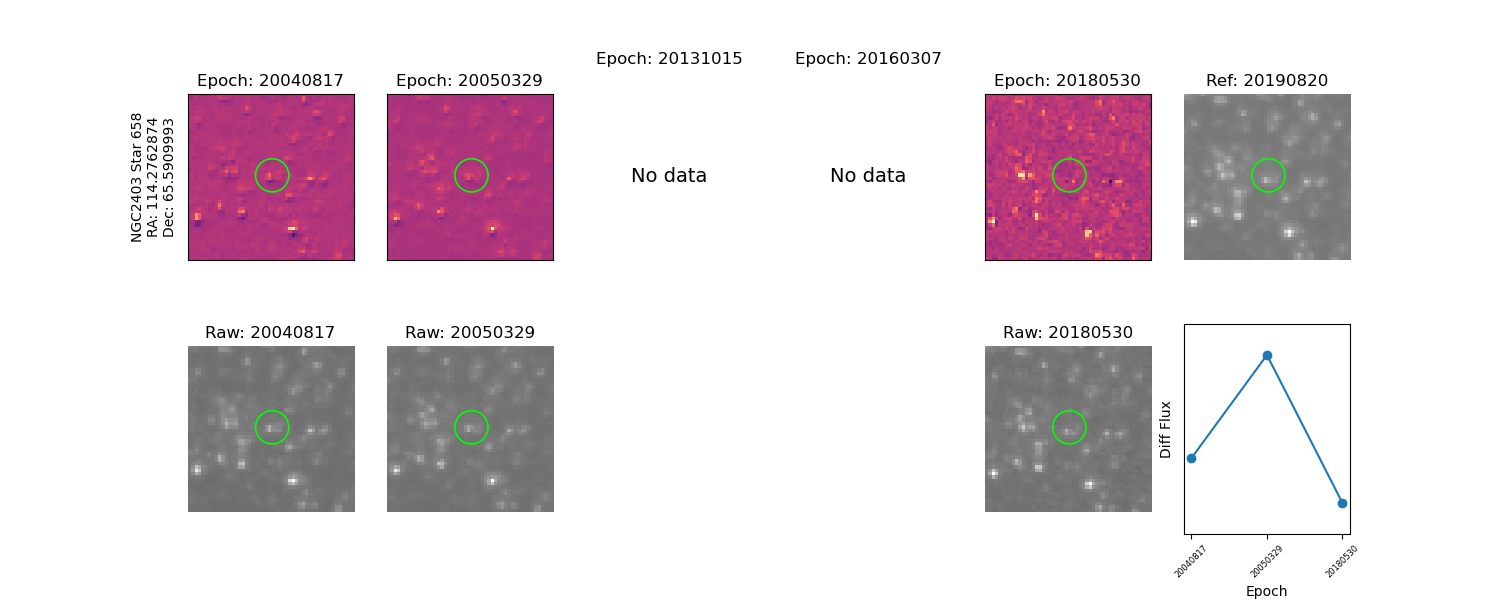 Epoch: 20040817
Epoch: 20050329
Epoch: 20131015
Epoch: 20160307
Epoch: 20180530
Ref: 20190820
NGC2403 Star 658
RA: 114.2762874
Dec: 65.5909993
No data
No data
Raw: 20040817
Raw: 20050329
Raw: 20180530
Diff Flux
20040817
20050329
20180530
Epoch